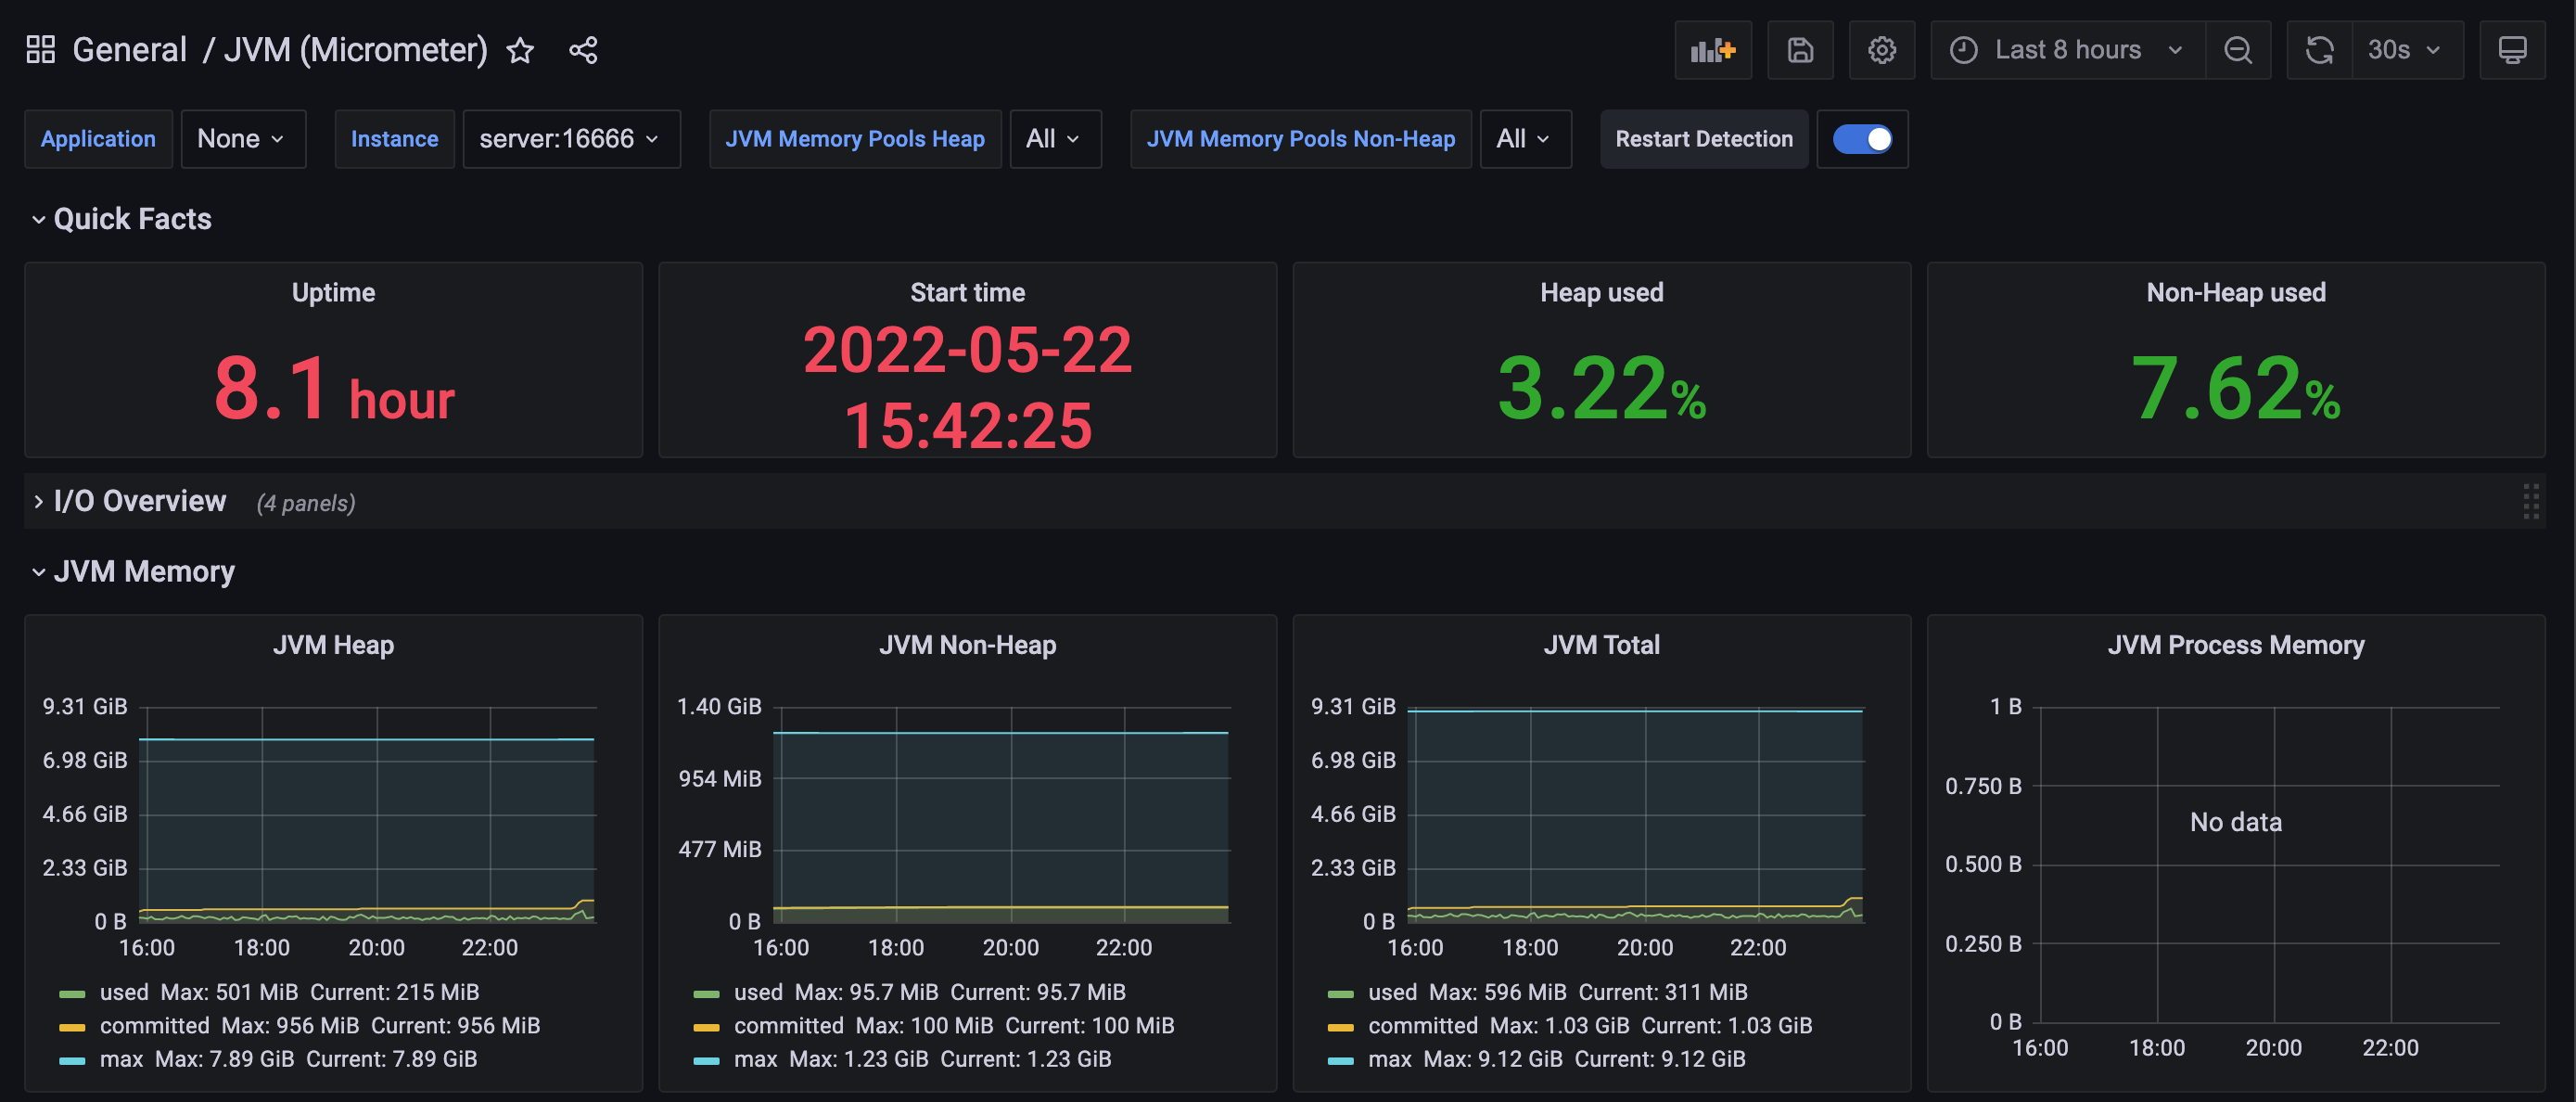 General / JVM (Micrometer)
Last 8 hours
30s
Application None Instance server:16666 JVM Memory Pools Heap All JVM Memory Pools Non-Heap All Restart Detection
Quick Facts
Uptime
8.1 hour
Start time
2022-05-22
15:42:25
Heap used
3.22%
Non-Heap used
7.62%
I/O Overview (4 panels)
JVM Memory
JVM Heap
9.31 GiB
6.98 GiB
4.66 GiB
2.33 GiB
0 B
16:00 18:00 20:00 22:00
used Max: 501 MiB Current: 215 MiB
committed Max: 956 MiB Current: 956 MiB
max Max: 7.89 GiB Current: 7.89 GiB
JVM Non-Heap
1.40 GiB
954 MiB
477 MiB
0 B
16:00 18:00 20:00 22:00
used Max: 95.7 MiB Current: 95.7 MiB
committed Max: 100 MiB Current: 100 MiB
max Max: 1.23 GiB Current: 1.23 GiB
JVM Total
9.31 GiB
6.98 GiB
4.66 GiB
2.33 GiB
0 B
16:00 18:00 20:00 22:00
used Max: 596 MiB Current: 311 MiB
committed Max: 1.03 GiB Current: 1.03 GiB
max Max: 9.12 GiB Current: 9.12 GiB
JVM Process Memory
1 B
0.750 B
No data
0.500 B
0.250 B
0 B
16:00 18:00 20:00 22:00